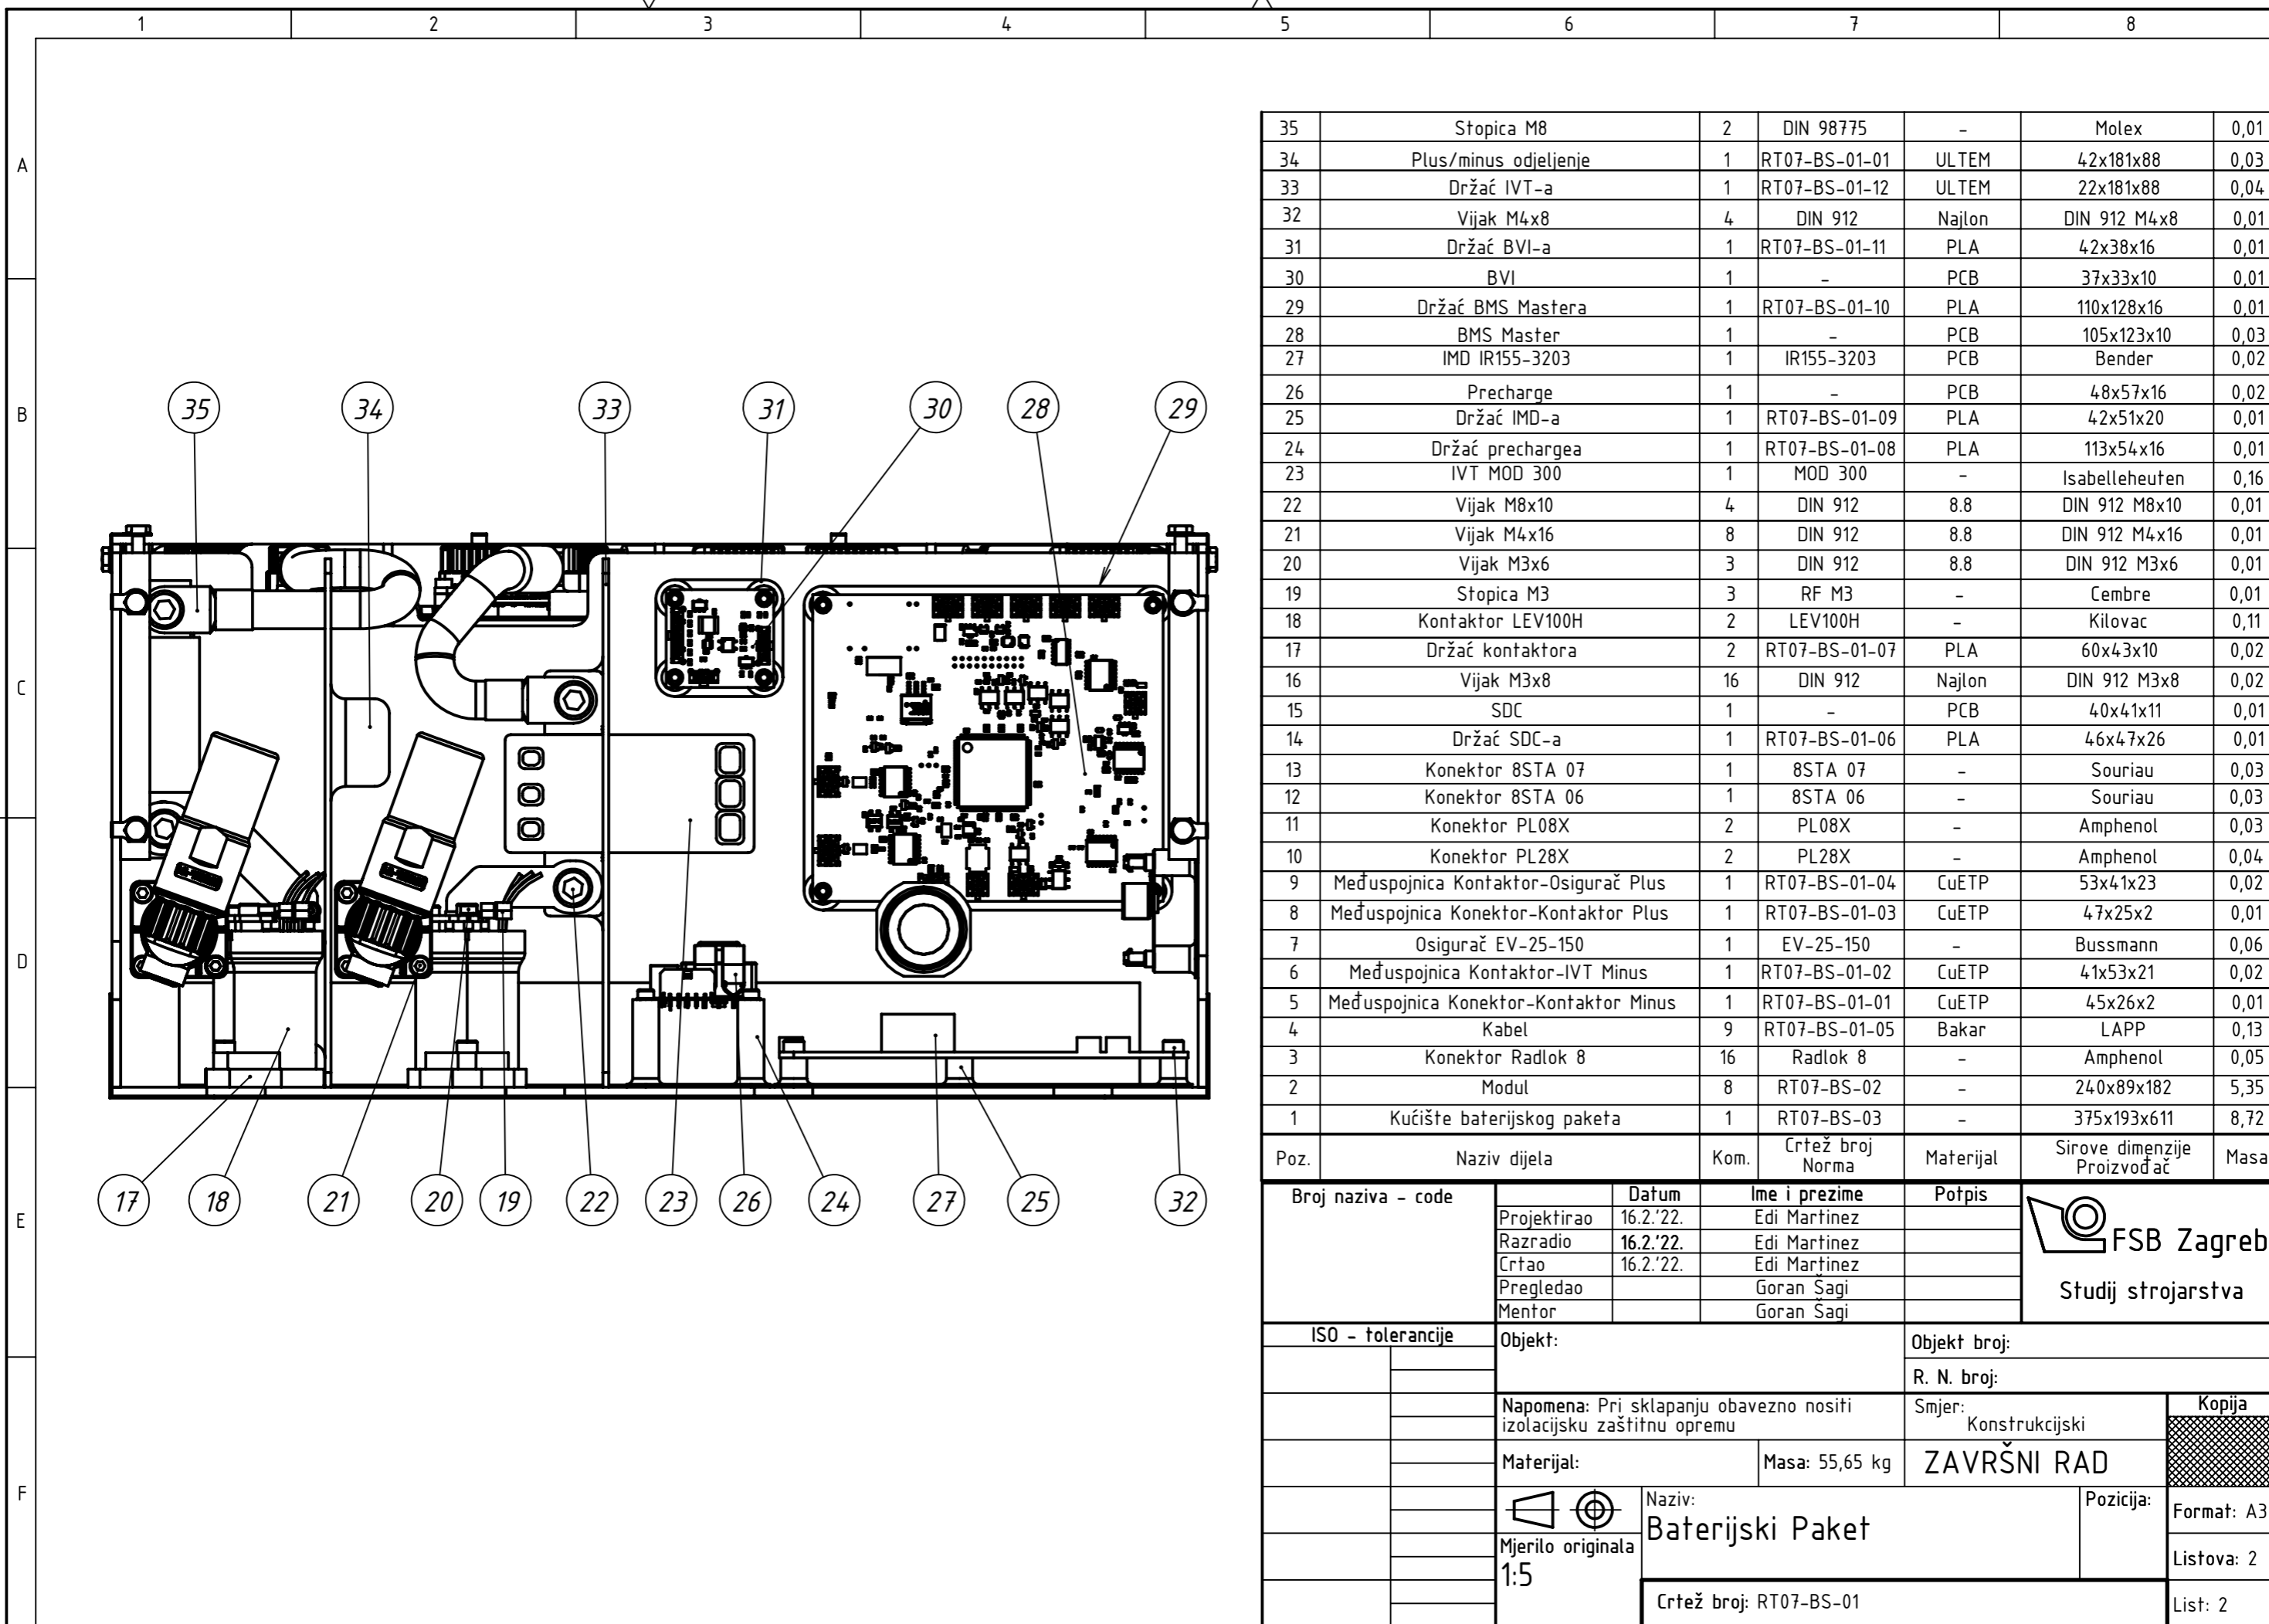 1 2 3 4 5 6 7 8
A
B
C
D
E
F
35 34 33 31 30 28 29
17 18 21 20 19 22 23 26 24 27 25 32
35 Stopica M8 2 DIN 98775 - Molex 0,01
34 Plus/minus odjeljenje 1 RT07-BS-01-01 ULTEM 42x181x88 0,03
33 Držać IVT-a 1 RT07-BS-01-12 ULTEM 22x181x88 0,04
32 Vijak M4x8 4 DIN 912 Najlon DIN 912 M4x8 0,01
31 Držać BVI-a 1 RT07-BS-01-11 PLA 42x38x16 0,01
30 BVI 1 - PCB 37x33x10 0,01
29 Držać BMS Mastera 1 RT07-BS-01-10 PLA 110x128x16 0,01
28 BMS Master 1 - PCB 105x123x10 0,03
27 IMD IR155-3203 1 IR155-3203 PCB Bender 0,02
26 Precharge 1 - PCB 48x57x16 0,02
25 Držać IMD-a 1 RT07-BS-01-09 PLA 42x51x20 0,01
24 Držać prechargea 1 RT07-BS-01-08 PLA 113x54x16 0,01
23 IVT MOD 300 1 MOD 300 - Isabelleheuten 0,16
22 Vijak M8x10 4 DIN 912 8.8 DIN 912 M8x10 0,01
21 Vijak M4x16 8 DIN 912 8.8 DIN 912 M4x16 0,01
20 Vijak M3x6 3 DIN 912 8.8 DIN 912 M3x6 0,01
19 Stopica M3 3 RF M3 - Cembre 0,01
18 Kontaktor LEV100H 2 LEV100H - Kilovac 0,11
17 Držać kontaktora 2 RT07-BS-01-07 PLA 60x43x10 0,02
16 Vijak M3x8 16 DIN 912 Najlon DIN 912 M3x8 0,02
15 SDC 1 - PCB 40x41x11 0,01
14 Držać SDC-a 1 RT07-BS-01-06 PLA 46x47x26 0,01
13 Konektor 8STA 07 1 8STA 07 - Souriau 0,03
12 Konektor 8STA 06 1 8STA 06 - Souriau 0,03
11 Konektor PL08X 2 PL08X - Amphenol 0,03
10 Konektor PL28X 2 PL28X - Amphenol 0,04
9 Međuspojnica Kontaktor-Osigurač Plus 1 RT07-BS-01-04 CuETP 53x41x23 0,02
8 Međuspojnica Konektor-Kontaktor Plus 1 RT07-BS-01-03 CuETP 47x25x2 0,01
7 Osigurač EV-25-150 1 EV-25-150 - Bussmann 0,06
6 Međuspojnica Kontaktor-IVT Minus 1 RT07-BS-01-02 CuETP 41x53x21 0,02
5 Međuspojnica Konektor-Kontaktor Minus 1 RT07-BS-01-01 CuETP 45x26x2 0,01
4 Kabel 9 RT07-BS-01-05 Bakar LAPP 0,13
3 Konektor Radlok 8 16 Radlok 8 - Amphenol 0,05
2 Modul 8 RT07-BS-02 - 240x89x182 5,35
1 Kućište baterijskog paketa 1 RT07-BS-03 - 375x193x611 8,72
Poz. Naziv dijela Kom. Crtež broj Norma Materijal Sirove dimenzije Proizvođač Masa
Broj naziva - code Datum Ime i prezime Potpis
Projektirao 16.2.'22. Edi Martinez
Razradio 16.2.'22. Edi Martinez
Crtao 16.2.'22. Edi Martinez
Pregledao Goran Šagi
Mentor Goran Šagi
FSB Zagreb
Studij strojarstva
ISO - tolerancije
Objekt:
Objekt broj:
R. N. broj:
Napomena: Pri sklapanju obavezno nositi
izolacijsku zaštitnu opremu
Smjer:
Konstrukcijski
Kopija
Materijal: Masa: 55,65 kg
ZAVRŠNI RAD
Naziv:
Baterijski Paket
Pozicija:
Format: A3
Mjerilo originala
1:5
Listova: 2
Crtež broj: RT07-BS-01
List: 2